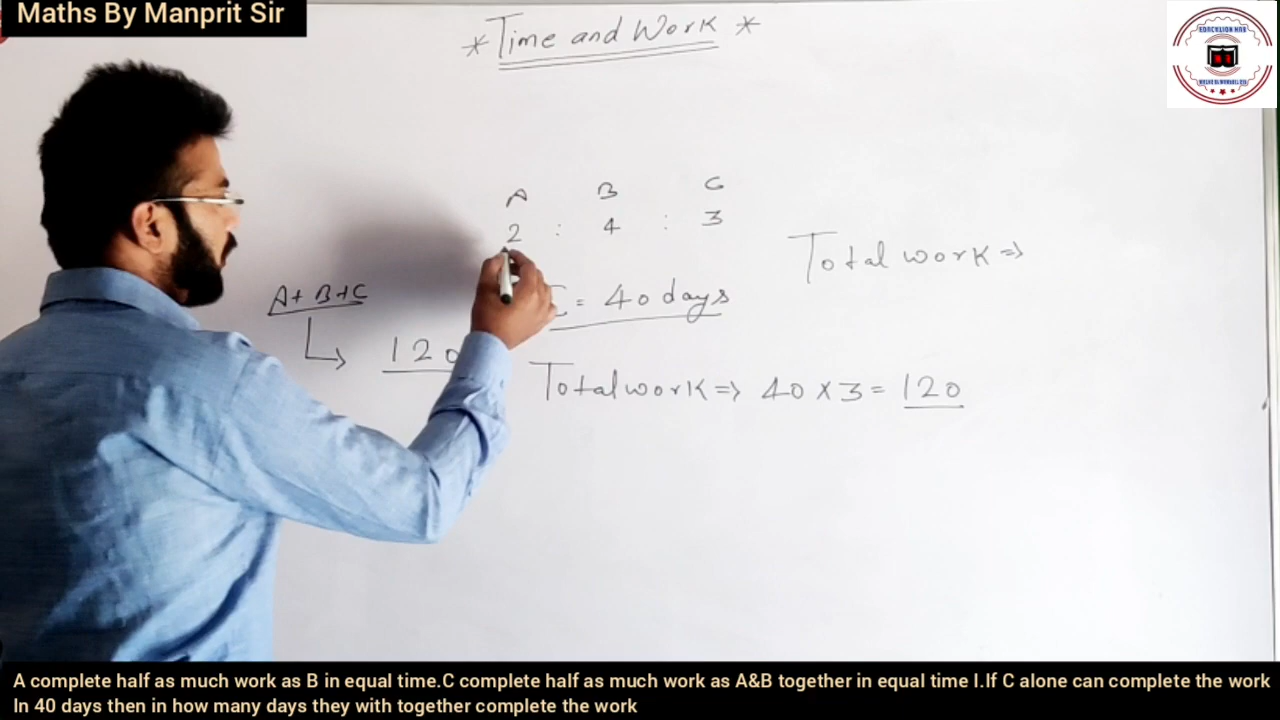 Maths By Manprit Sir
* Time and Work *
A B C
2 : 4 : 3
Total work ⇒
A + B + C
= 40 days
120
Total work ⇒ 40 × 3 = 120
A complete half as much work as B in equal time.C complete half as much work as A&B together in equal time I.If C alone can complete the work
In 40 days then in how many days they with together complete the work